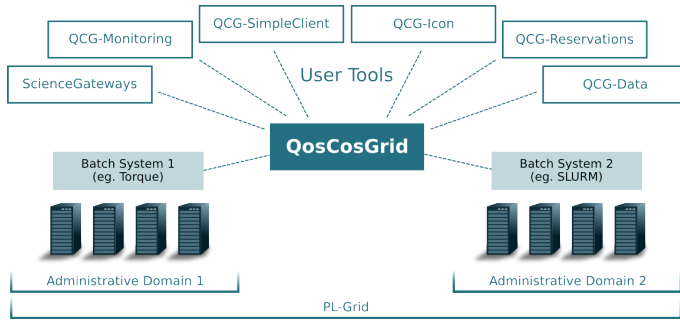 QCG-SimpleClient
QCG-Icon
QCG-Monitoring
QCG-Reservations
User Tools
ScienceGateways
QCG-Data
QosCosGrid
Batch System 1
(eg. Torque)
Batch System 2
(eg. SLURM)
Administrative Domain 1
Administrative Domain 2
PL-Grid